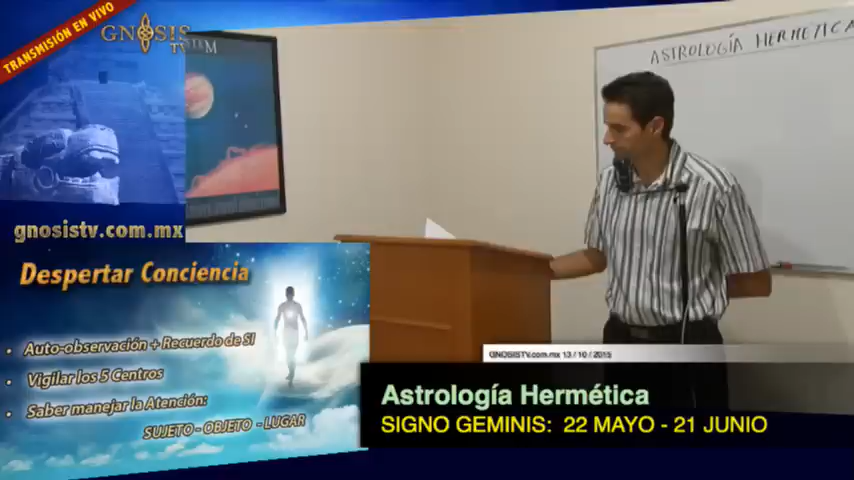 TRANSMISIÓN EN VIVO
GNOSIS
TV
gnosistv.com.mx
ASTROLOGÍA HERMÉTICA
Despertar Conciencia
• Auto-observación + Recuerdo de SI
• Vigilar los 5 Centros
• Saber manejar la Atención:
SUJETO - OBJETO - LUGAR
GNOSISTV.com.mx 13 / 10 / 2015
Astrología Hermética
SIGNO GEMINIS: 22 MAYO - 21 JUNIO